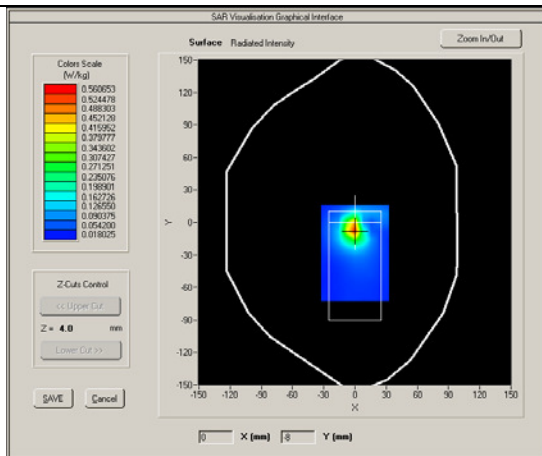 SAR Visualisation Graphical Interface
Surface Radiated Intensity
Zoom In/Out
Colors Scale
(W/kg)
0.560653
0.524478
0.488303
0.452128
0.415952
0.379777
0.343602
0.307427
0.271251
0.235076
0.198901
0.162726
0.126550
0.090375
0.054200
0.018025
Z-Cuts Control
<< Upper Cut
Z = 4.0 mm
Lower Cut >>
SAVE Cancel
150
120
90
60
30
0
-30
-60
-90
-120
-150
Y
-150 -120 -90 -60 -30 0 30 60 90 120 150
X
0 X (mm) -8 Y (mm)